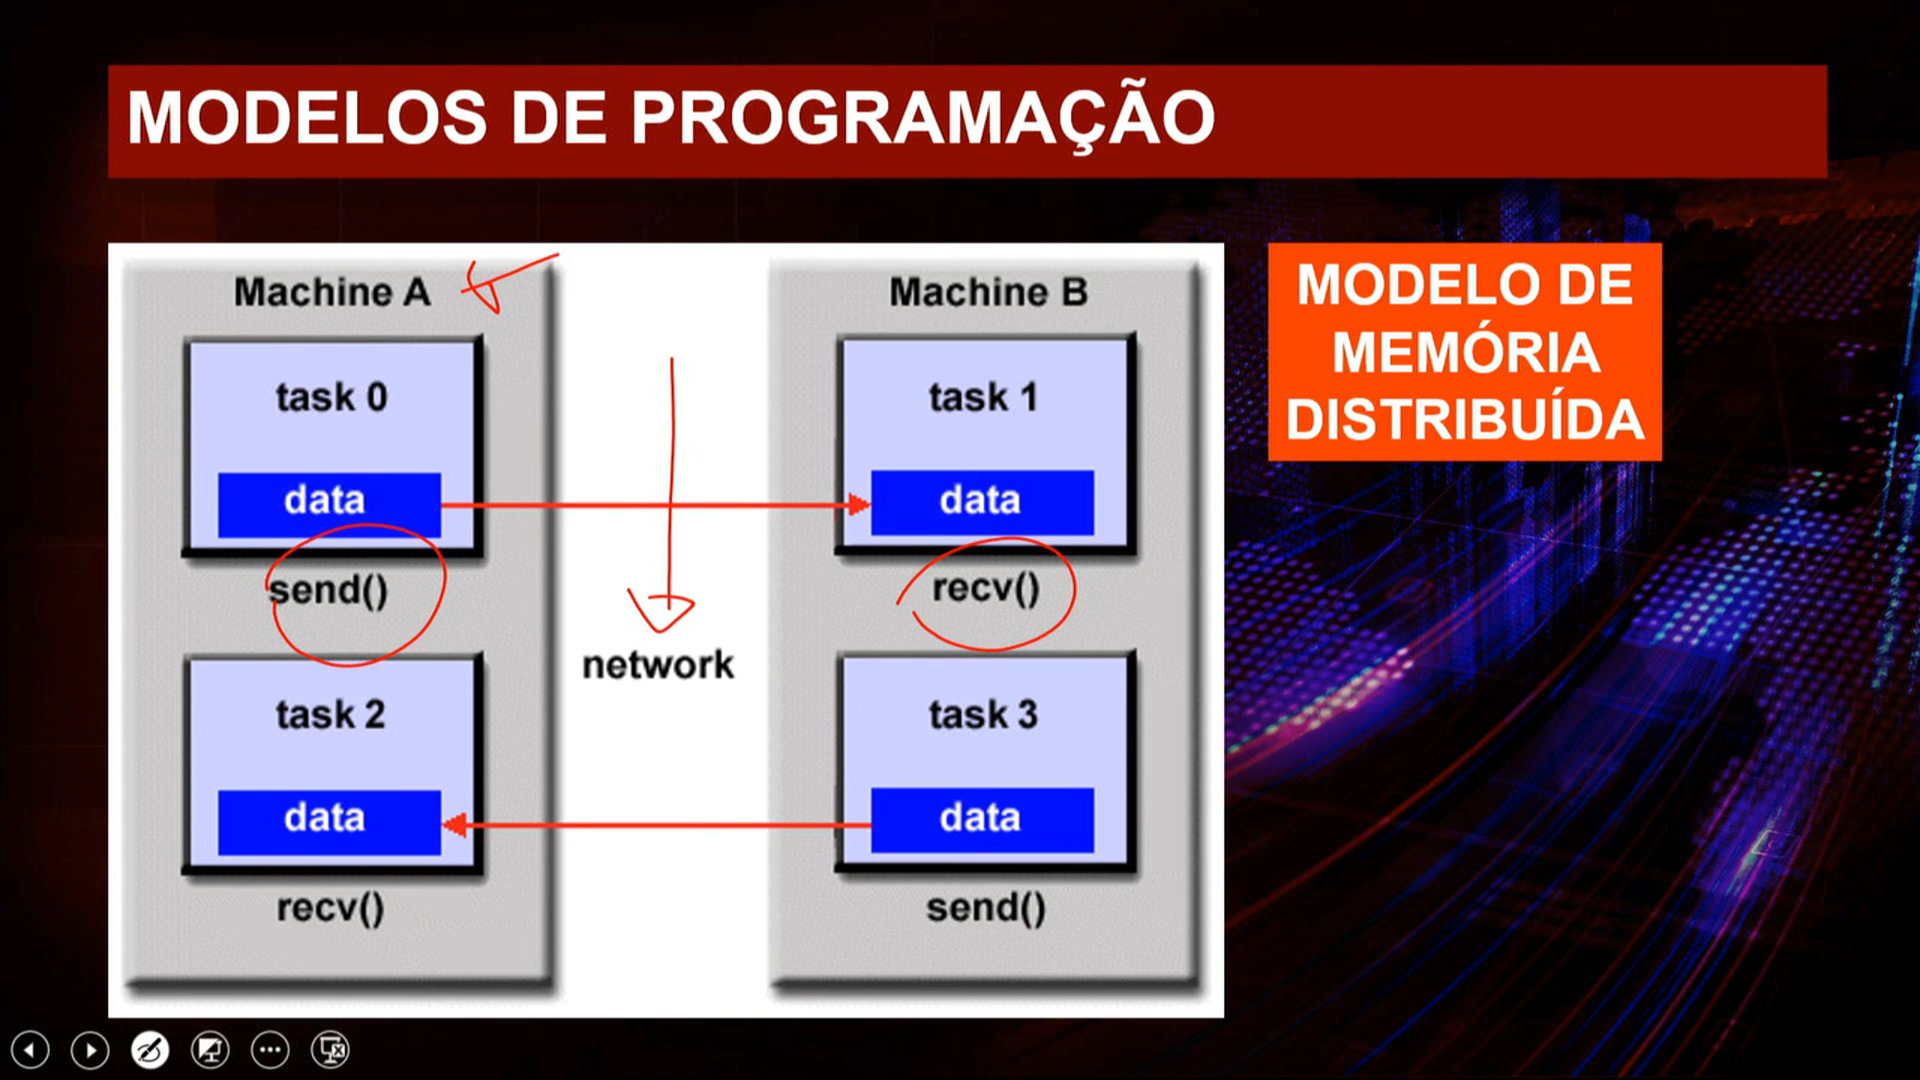 MODELOS DE PROGRAMAÇÃO
Machine A
task 0
data
send()
task 2
data
recv()
network
Machine B
task 1
data
recv()
task 3
data
send()
MODELO DE
MEMÓRIA
DISTRIBUÍDA